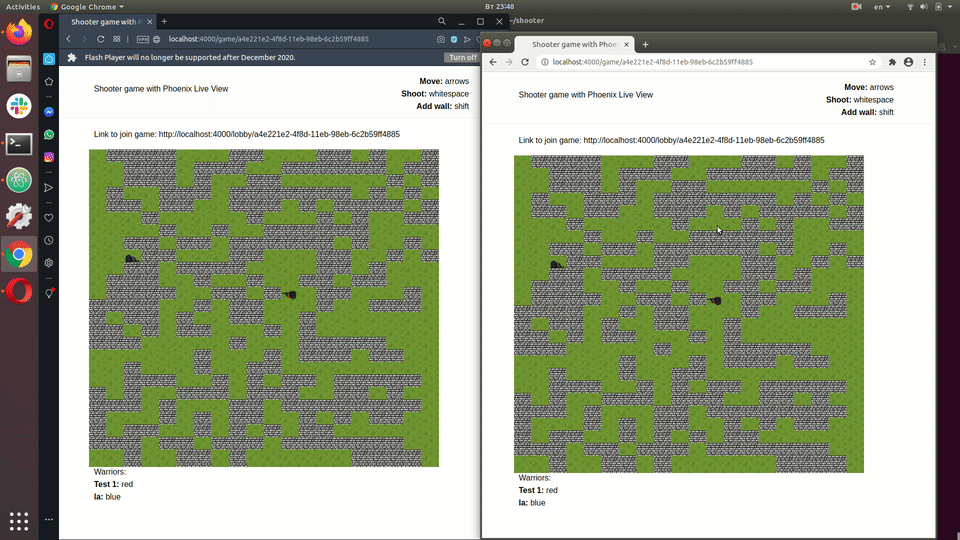 Activities
Google Chrome
Вт 23:48
en
Shooter game with
~/shooter
VPN
localhost:4000/game/a4e221e2-4f8d-11eb-98eb-6c2b59ff4885
Flash Player will no longer be supported after December 2020.
Turn off
Shooter game with Phoenix Live View
Move: arrows
Shoot: whitespace
Add wall: shift
Link to join game: http://localhost:4000/lobby/a4e221e2-4f8d-11eb-98eb-6c2b59ff4885
Warriors:
Test 1: red
la: blue
Shooter game with Phoe
localhost:4000/game/a4e221e2-4f8d-11eb-98eb-6c2b59ff4885
Shooter game with Phoenix Live View
Move: arrows
Shoot: whitespace
Add wall: shift
Link to join game: http://localhost:4000/lobby/a4e221e2-4f8d-11eb-98eb-6c2b59ff4885
Warriors:
Test 1: red
la: blue